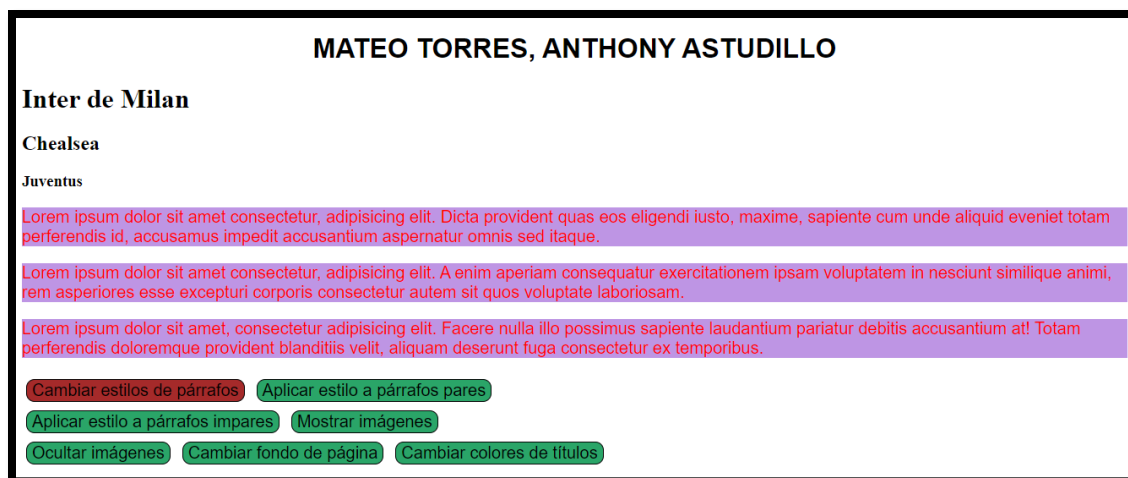 MATEO TORRES, ANTHONY ASTUDILLO
Inter de Milan
Chealsea
Juventus
Lorem ipsum dolor sit amet consectetur, adipisicing elit. Dicta provident quas eos eligendi iusto, maxime, sapiente cum unde aliquid eveniet totam
perferendis id, accusamus impedit accusantium aspernatur omnis sed itaque.
Lorem ipsum dolor sit amet consectetur, adipisicing elit. A enim aperiam consequatur exercitationem ipsam voluptatem in nesciunt similique animi,
rem asperiores esse excepturi corporis consectetur autem sit quos voluptate laboriosam.
Lorem ipsum dolor sit amet, consectetur adipisicing elit. Facere nulla illo possimus sapiente laudantium pariatur debitis accusantium at! Totam
perferendis doloremque provident blanditiis velit, aliquam deserunt fuga consectetur ex temporibus.
Cambiar estilos de párrafos Aplicar estilo a párrafos pares
Aplicar estilo a párrafos impares Mostrar imágenes
Ocultar imágenes Cambiar fondo de página Cambiar colores de títulos